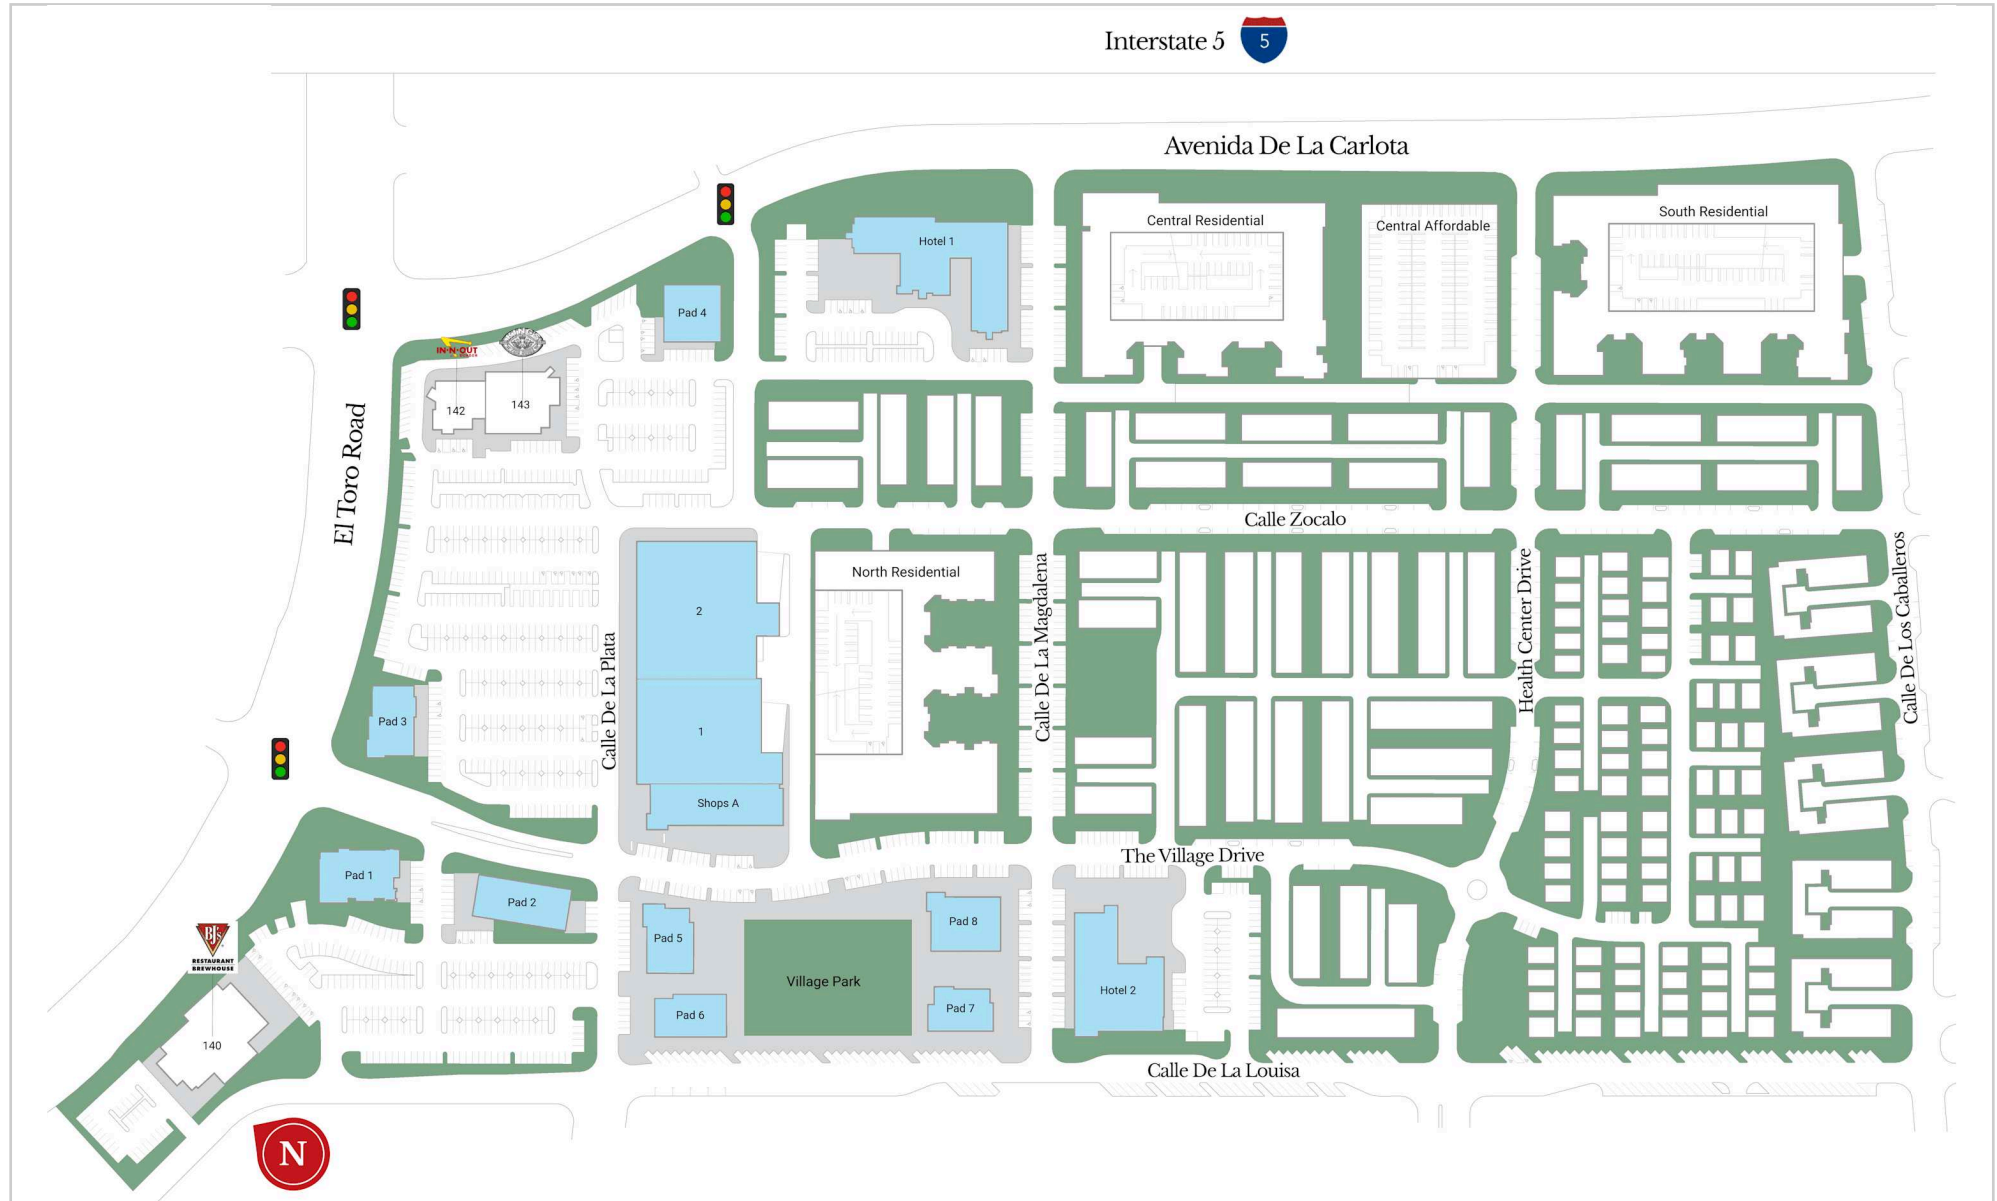 Interstate 5
5
Avenida De La Carlota
Central Residential
Central Affordable
South Residential
Hotel 1
Pad 4
IN-N-OUT
BURGER
142
143
El Toro Road
Calle Zocalo
North Residential
2
Calle De La Plata
1
Shops A
Pad 3
Calle De La Magdalena
Health Center Drive
Calle De Los Caballeros
The Village Drive
Pad 1
Pad 2
Pad 5
Pad 8
Village Park
Pad 6
Pad 7
Hotel 2
BJ's
RESTAURANT
BREWHOUSE
140
Calle De La Louisa
N